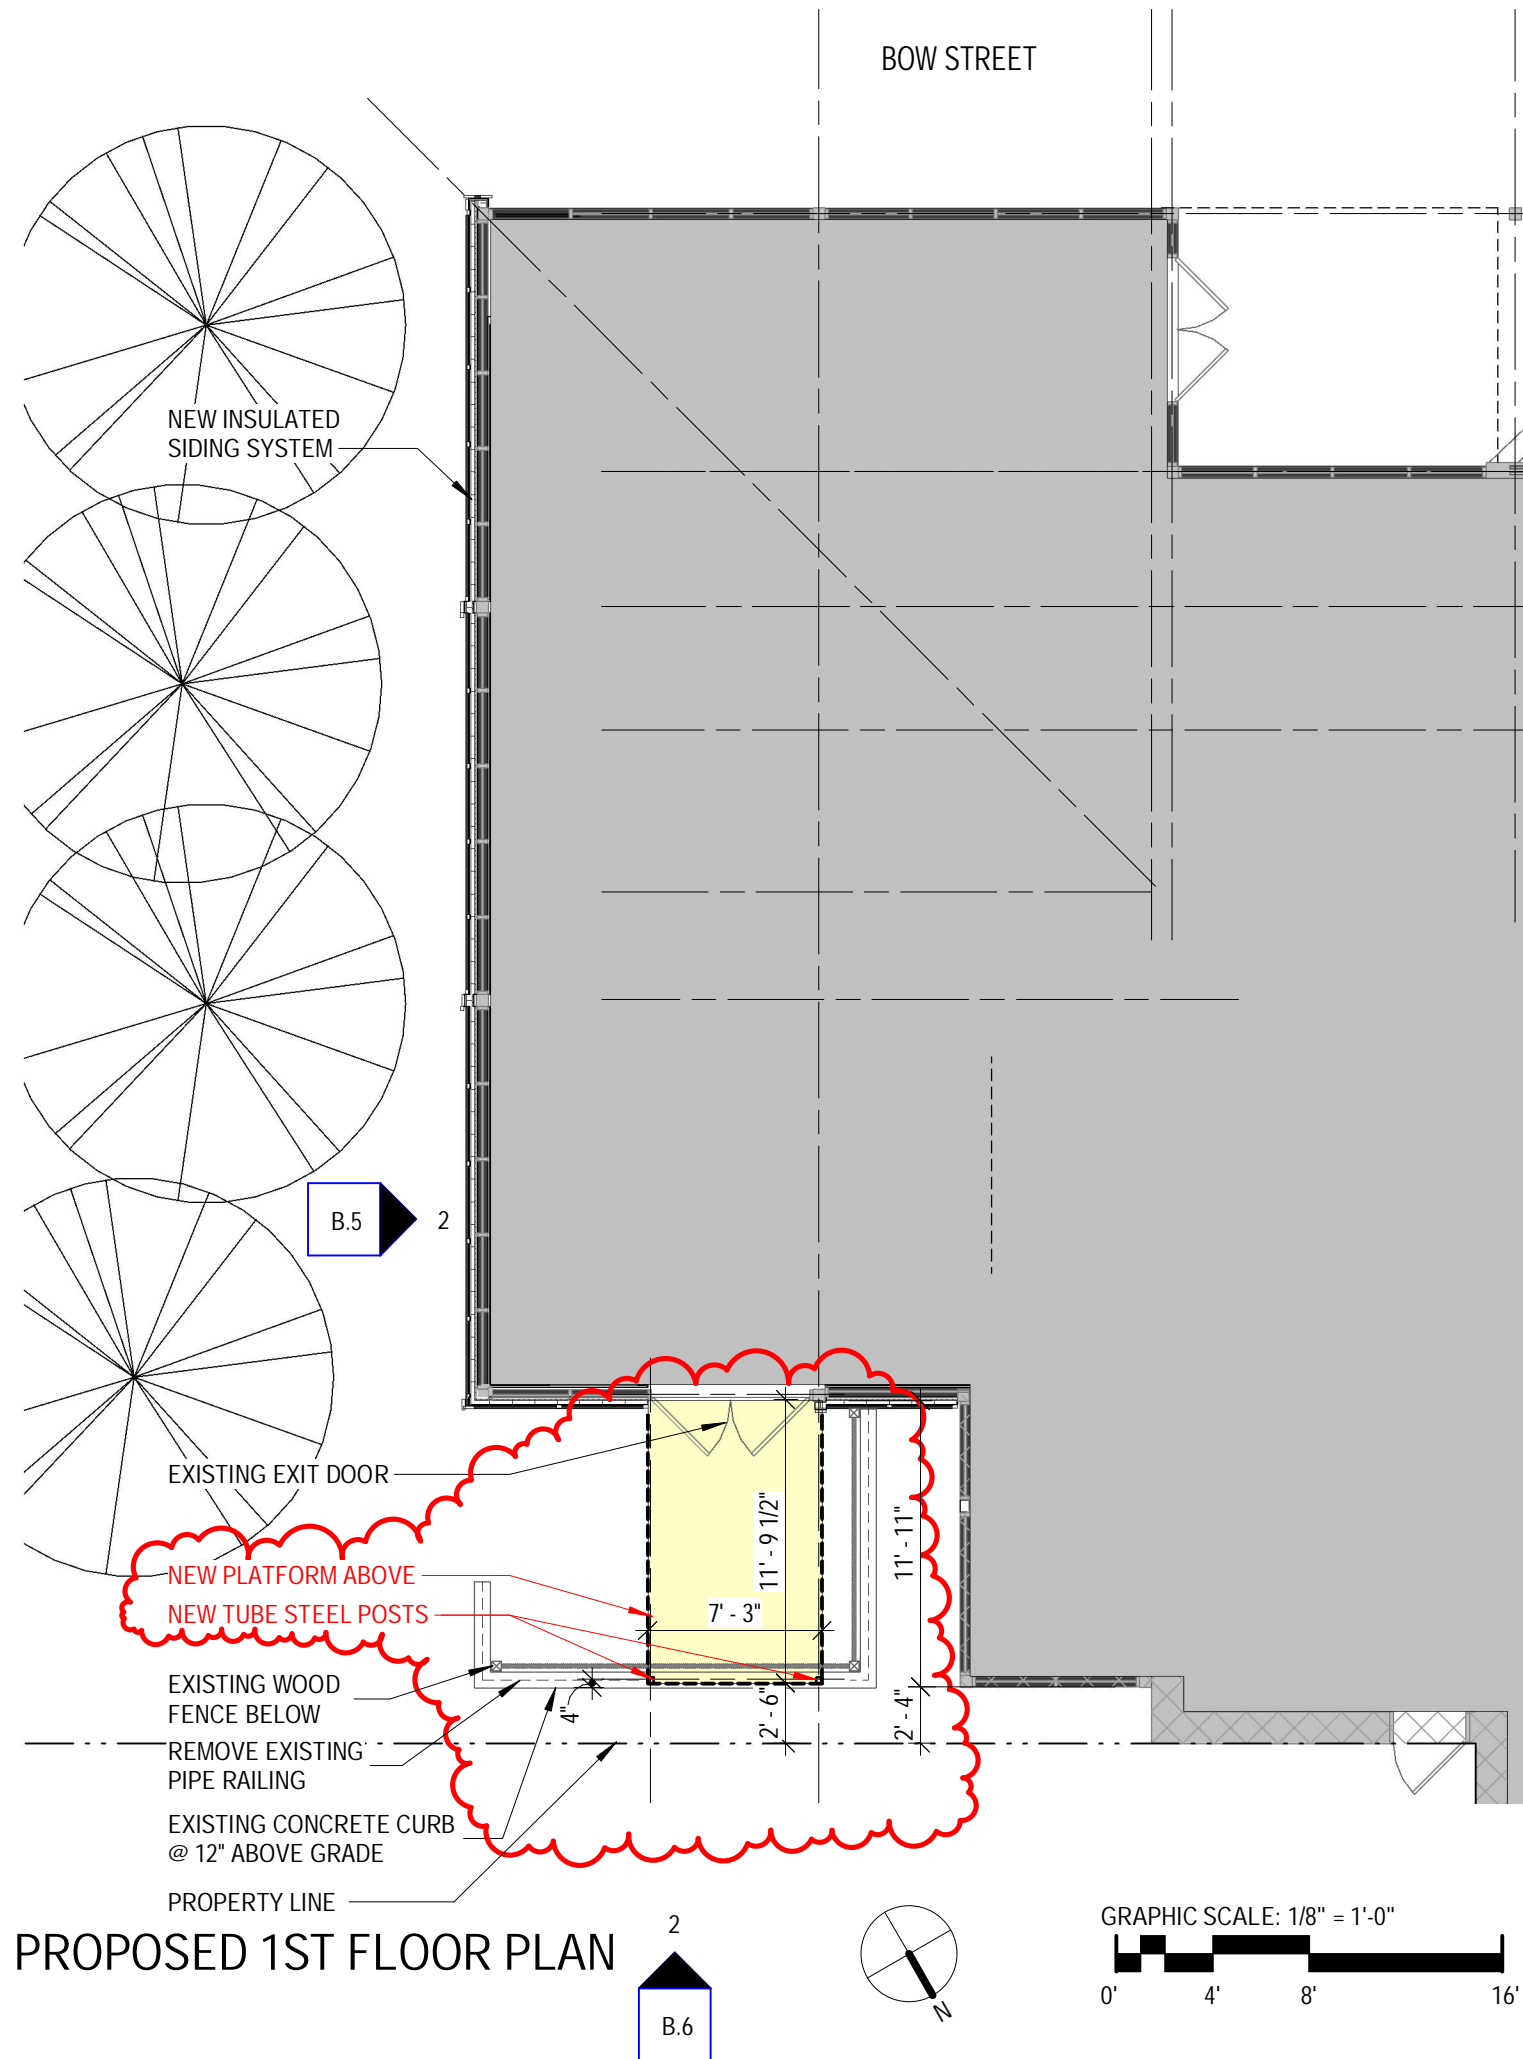 BOW STREET
NEW INSULATED
SIDING SYSTEM
B.5
2
EXISTING EXIT DOOR
NEW PLATFORM ABOVE
NEW TUBE STEEL POSTS
11' - 9 1/2"
11' - 11"
7' - 3"
EXISTING WOOD
FENCE BELOW
4"
2' - 6"
2' - 4"
REMOVE EXISTING
PIPE RAILING
EXISTING CONCRETE CURB
@ 12" ABOVE GRADE
PROPERTY LINE
PROPOSED 1ST FLOOR PLAN
2
B.6
N
GRAPHIC SCALE: 1/8" = 1'-0"
0' 4' 8' 16'